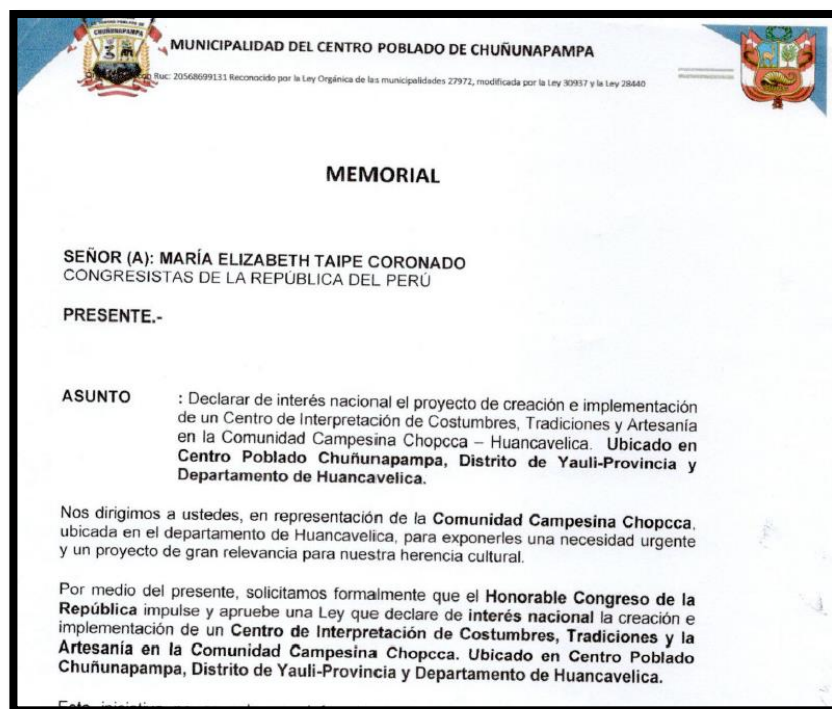 CHUÑUNAPAMPA
MUNICIPALIDAD DEL CENTRO POBLADO DE CHUÑUNAPAMPA
Ruc: 20568699131 Reconocido por la Ley Orgánica de las municipalidades 27972, modificada por la Ley 30937 y la Ley 28440
MEMORIAL
SEÑOR (A): MARÍA ELIZABETH TAIPE CORONADO
CONGRESISTAS DE LA REPÚBLICA DEL PERÚ
PRESENTE.-
ASUNTO : Declarar de interés nacional el proyecto de creación e implementación
de un Centro de Interpretación de Costumbres, Tradiciones y Artesanía
en la Comunidad Campesina Chopcca – Huancavelica. Ubicado en
Centro Poblado Chuñunapampa, Distrito de Yauli-Provincia y
Departamento de Huancavelica.
Nos dirigimos a ustedes, en representación de la Comunidad Campesina Chopcca,
ubicada en el departamento de Huancavelica, para exponerles una necesidad urgente
y un proyecto de gran relevancia para nuestra herencia cultural.
Por medio del presente, solicitamos formalmente que el Honorable Congreso de la
República impulse y apruebe una Ley que declare de interés nacional la creación e
implementación de un Centro de Interpretación de Costumbres, Tradiciones y la
Artesanía en la Comunidad Campesina Chopcca. Ubicado en Centro Poblado
Chuñunapampa, Distrito de Yauli-Provincia y Departamento de Huancavelica.